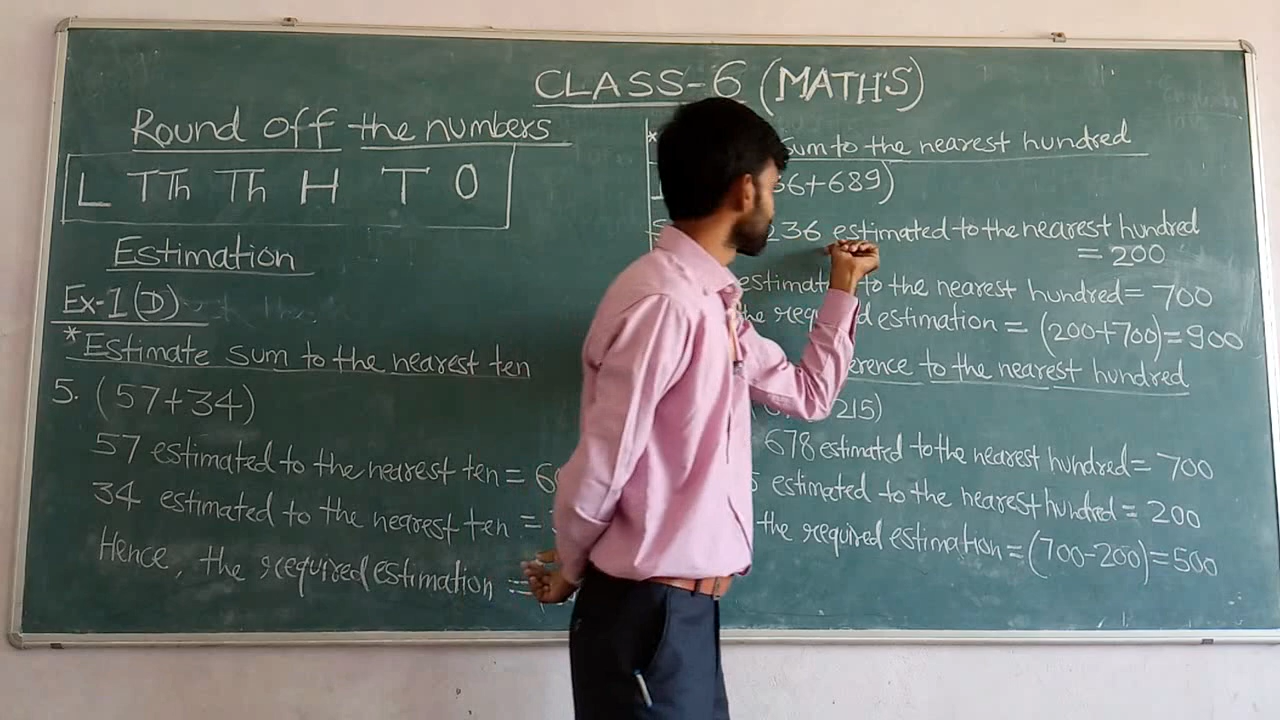 CLASS-6 (MATH'S)
Round off the numbers
L TTh Th H T O
Estimation
Ex-1(D)
*Estimate sum to the nearest ten
5. (57+34)
57 estimated to the nearest ten = 6
34 estimated to the nearest ten =
Hence, the required estimation =
* sum to the nearest hundred
36+689)
236 estimated to the nearest hundred
= 200
estimated to the nearest hundred = 700
the required estimation = (200+700)=900
erence to the nearest hundred
215)
678 estimated to the nearest hundred = 700
5 estimated to the nearest hundred = 200
the required estimation = (700-200)=500